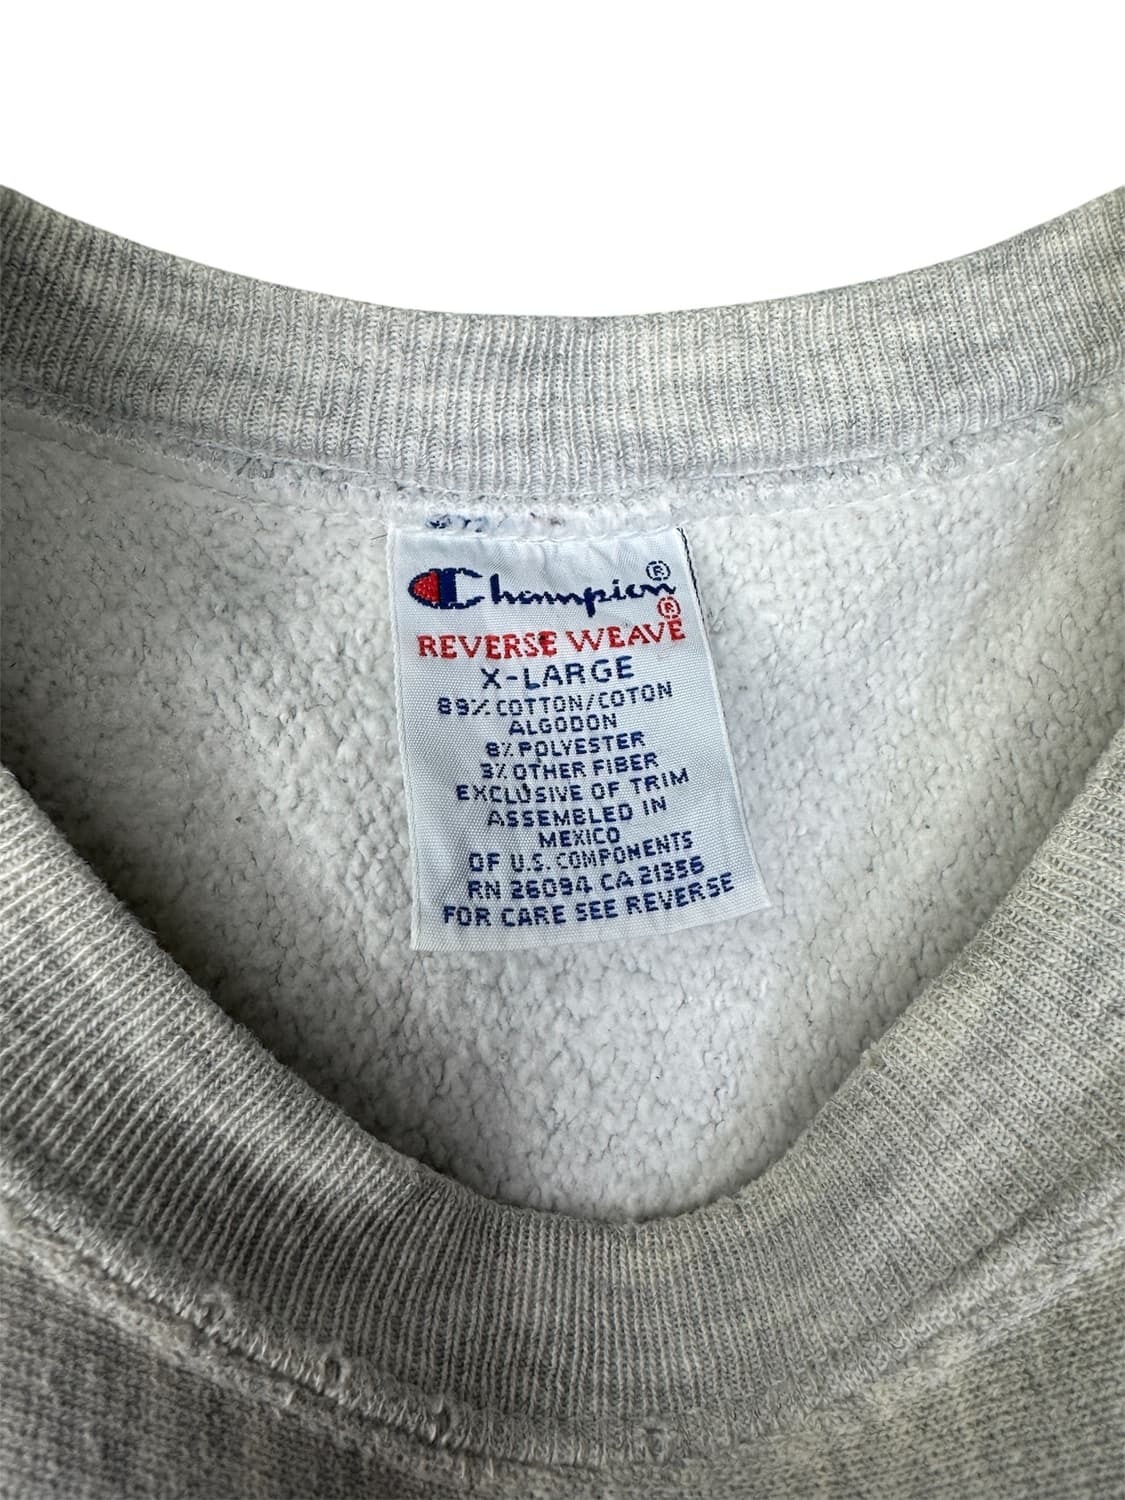 Champion®
REVERSE WEAVE®
X-LARGE
89% COTTON/COTON
ALGODON
8% POLYESTER
3% OTHER FIBER
EXCLUSIVE OF TRIM
ASSEMBLED IN
MEXICO
OF U.S. COMPONENTS
RN 26094 CA 21356
FOR CARE SEE REVERSE